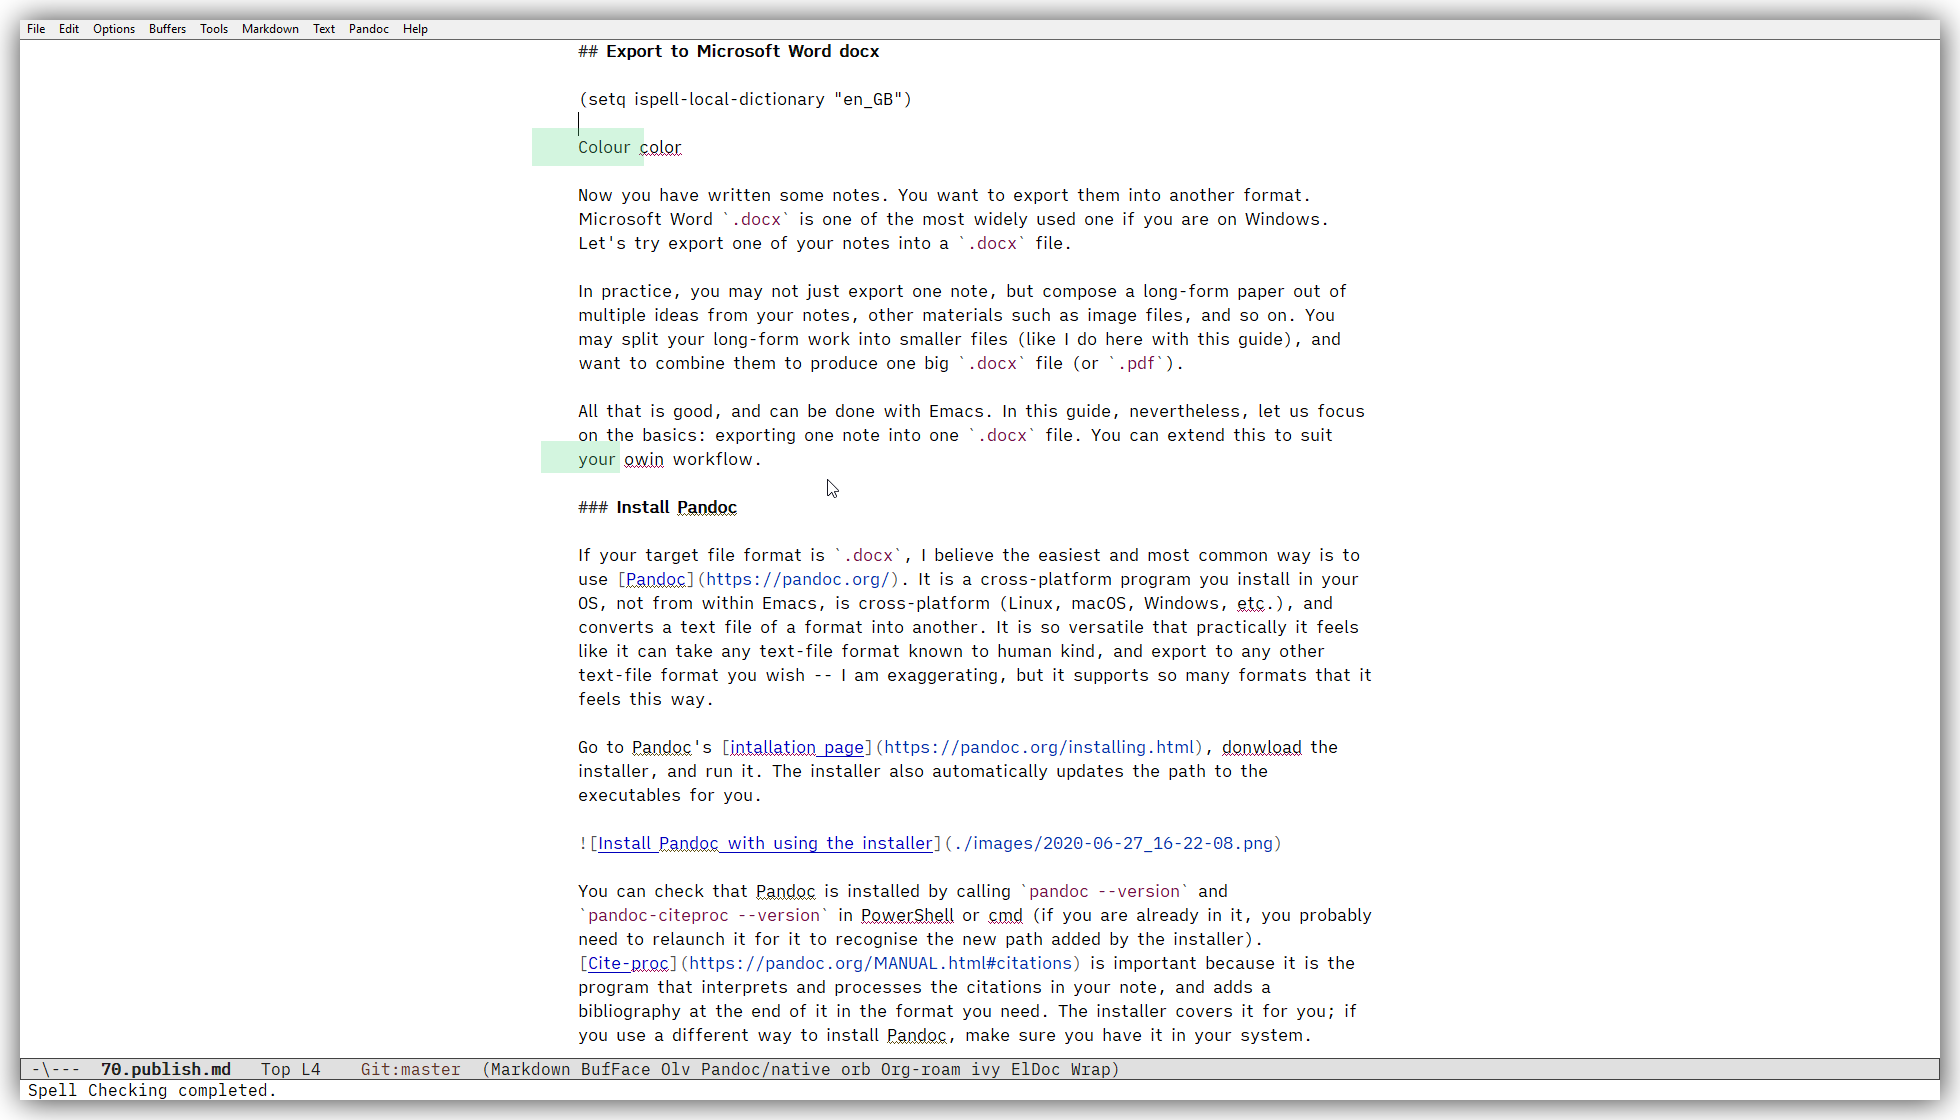 File Edit Options Buffers Tools Markdown Text Pandoc Help
## Export to Microsoft Word docx
(setq ispell-local-dictionary "en_GB")
Colour color
Now you have written some notes. You want to export them into another format.
Microsoft Word `.docx` is one of the most widely used one if you are on Windows.
Let's try export one of your notes into a `.docx` file.
In practice, you may not just export one note, but compose a long-form paper out of
multiple ideas from your notes, other materials such as image files, and so on. You
may split your long-form work into smaller files (like I do here with this guide), and
want to combine them to produce one big `.docx` file (or `.pdf`).
All that is good, and can be done with Emacs. In this guide, nevertheless, let us focus
on the basics: exporting one note into one `.docx` file. You can extend this to suit
your owin workflow.
### Install Pandoc
If your target file format is `.docx`, I believe the easiest and most common way is to
use [Pandoc](https://pandoc.org/). It is a cross-platform program you install in your
OS, not from within Emacs, is cross-platform (Linux, macOS, Windows, etc.), and
converts a text file of a format into another. It is so versatile that practically it feels
like it can take any text-file format known to human kind, and export to any other
text-file format you wish -- I am exaggerating, but it supports so many formats that it
feels this way.
Go to Pandoc's [intallation page](https://pandoc.org/installing.html), donwload the
installer, and run it. The installer also automatically updates the path to the
executables for you.
![Install Pandoc with using the installer](./images/2020-06-27_16-22-08.png)
You can check that Pandoc is installed by calling `pandoc --version` and
`pandoc-citeproc --version` in PowerShell or cmd (if you are already in it, you probably
need to relaunch it for it to recognise the new path added by the installer).
[Cite-proc](https://pandoc.org/MANUAL.html#citations) is important because it is the
program that interprets and processes the citations in your note, and adds a
bibliography at the end of it in the format you need. The installer covers it for you; if
you use a different way to install Pandoc, make sure you have it in your system.
-\--- 70.publish.md Top L4 Git:master (Markdown BufFace Olv Pandoc/native orb Org-roam ivy ElDoc Wrap)
Spell Checking completed.